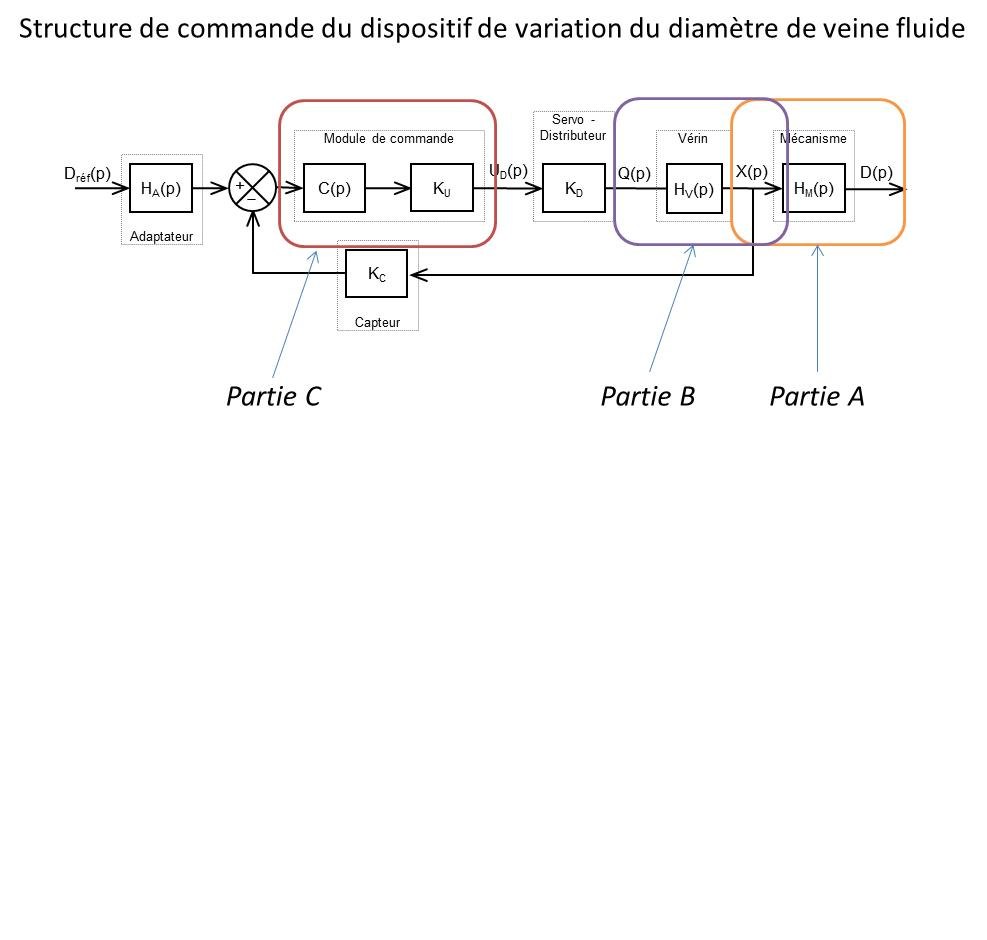 Structure de commande du dispositif de variation du diamètre de veine fluide
Servo -
Distributeur
Module de commande
Vérin
Mécanisme
Dréf(p)
HA(p)
+
−
C(p)
KU
UD(p)
KD
Q(p)
HV(p)
X(p)
HM(p)
D(p)
Adaptateur
KC
Capteur
Partie C
Partie B
Partie A